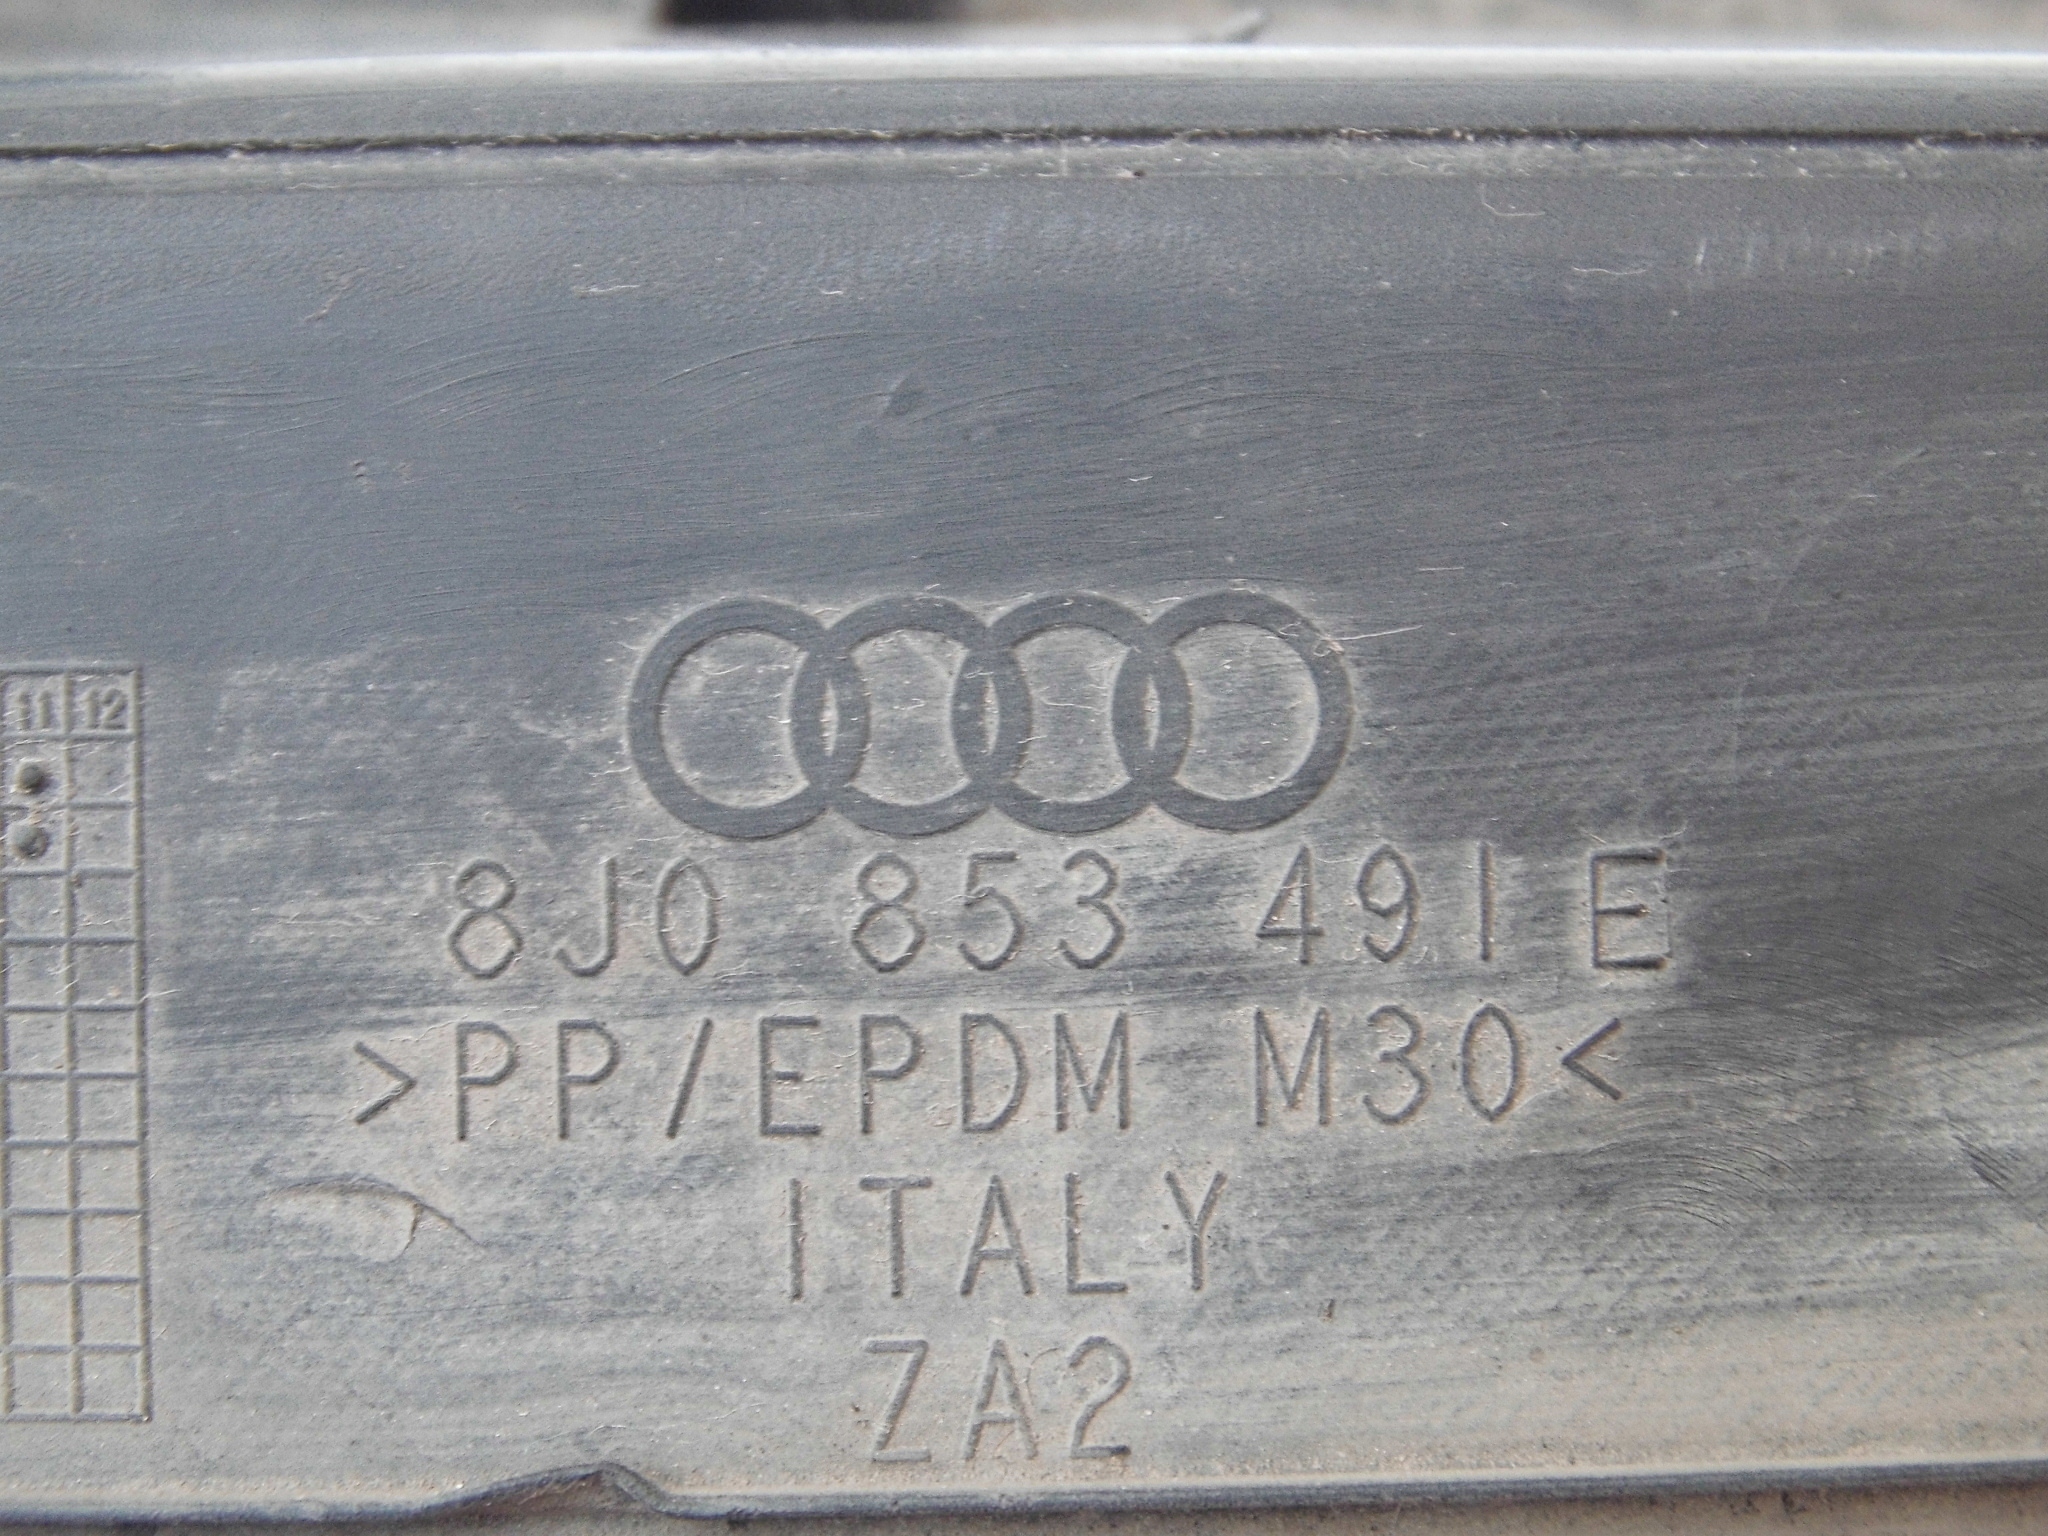 11 12
8J0 853 491 E
>PP/EPDM M30<
ITALY
ZA2